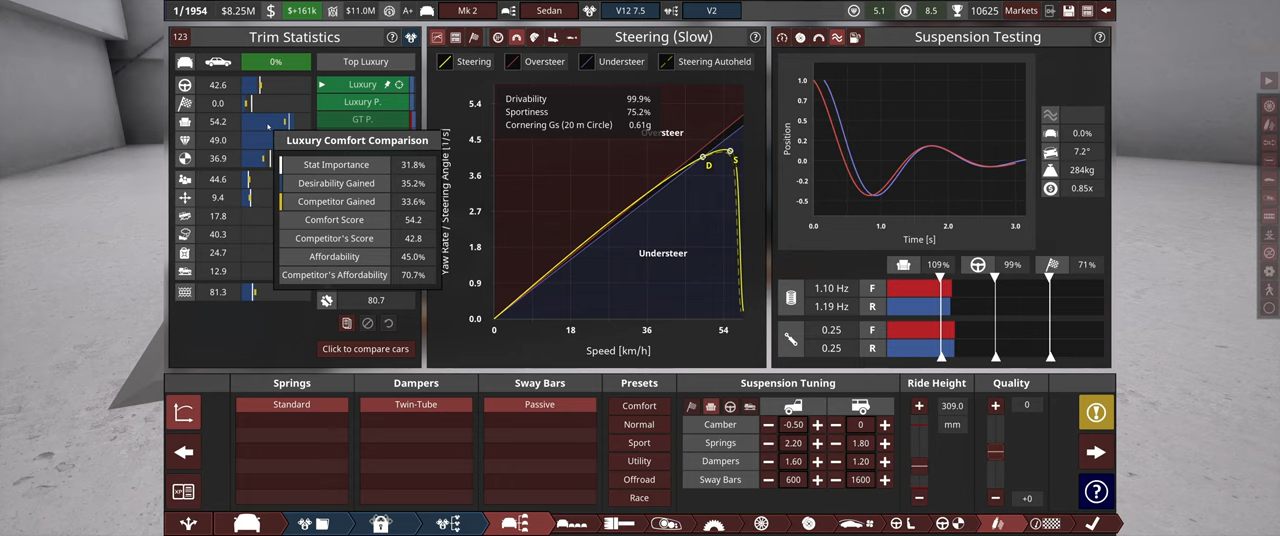 1/1954 $8.25M $ $+161k $11.0M A+ Mk 2 Sedan V12 7.5 V2 5.1 8.5 10625 Markets
123 Trim Statistics ?
0% Top Luxury
42.6 Luxury
0.0 Luxury P.
54.2 GT P.
49.0
36.9
44.6
9.4
17.8
40.3
24.7
12.9
81.3
80.7
Click to compare cars
Luxury Comfort Comparison
Stat Importance 31.8%
Desirability Gained 35.2%
Competitor Gained 33.6%
Comfort Score 54.2
Competitor's Score 42.8
Affordability 45.0%
Competitor's Affordability 70.7%
Steering (Slow) ?
Steering Oversteer Understeer Steering Autoheld
Drivability 99.9%
Sportiness 75.2%
Cornering Gs (20 m Circle) 0.61g
Oversteer
Understeer
D S
Yaw Rate / Steering Angle [1/s]
5.4
4.5
3.6
2.7
1.8
0.9
0.0
0 18 36 54
Speed [km/h]
Suspension Testing ?
Position
1.0
0.7
0.5
0.2
0.0
-0.2
-0.5
0.0 1.0 2.0 3.0
Time [s]
0.0%
7.2°
284kg
0.85x
109% 99% 71%
1.10 Hz F
1.19 Hz R
0.25 F
0.25 R
Springs Dampers Sway Bars Presets Suspension Tuning Ride Height Quality
Standard Twin-Tube Passive
Comfort
Normal
Sport
Utility
Offroad
Race
Camber - -0.50 + - 0 +
Springs - 2.20 + - 1.80 +
Dampers - 1.60 + - 1.20 +
Sway Bars - 600 + - 1600 +
+ 309.0
mm
-
+ 0
- +0
XP
!
?